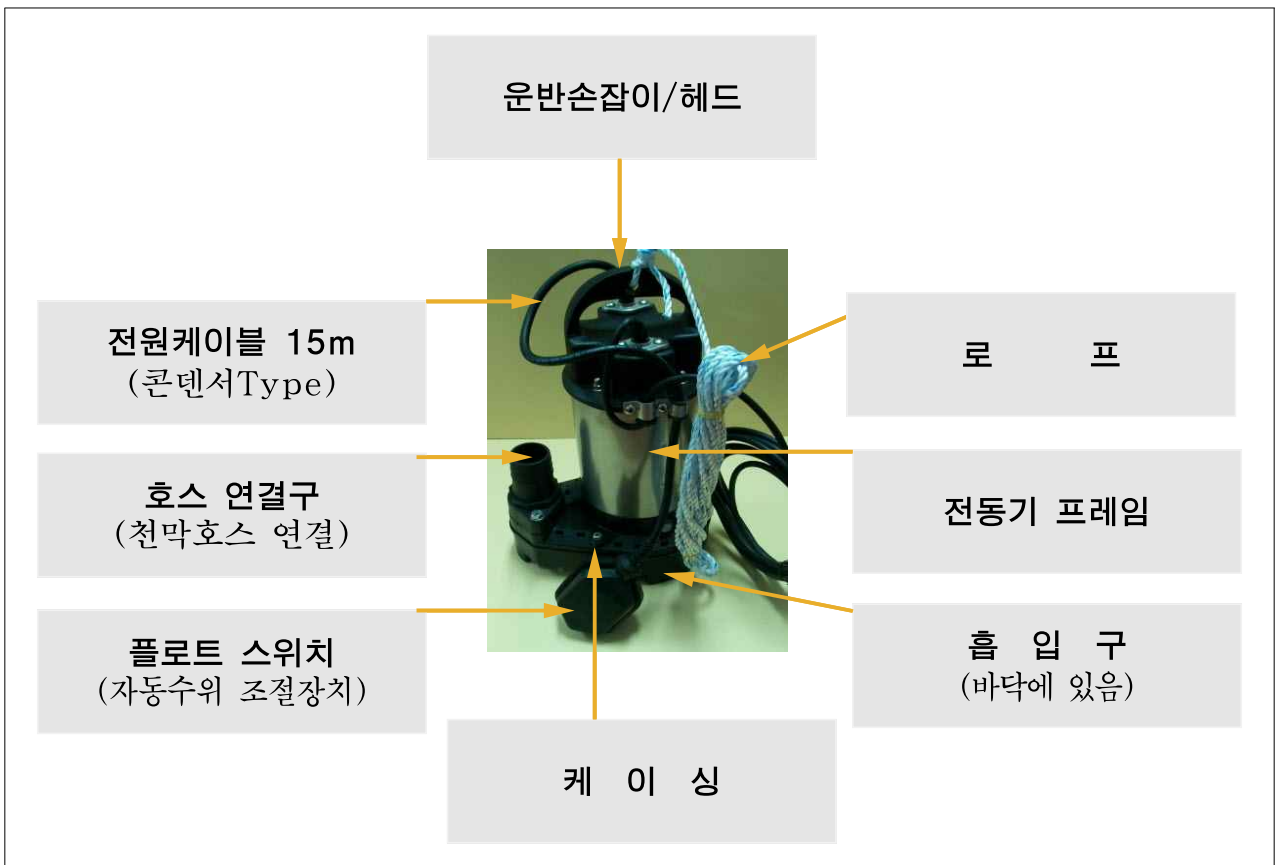 운반손잡이/헤드
전원케이블 15m
(콘덴서Type)
로 프
호스 연결구
(천막호스 연결)
전동기 프레임
플로트 스위치
(자동수위 조절장치)
흡 입 구
(바닥에 있음)
케 이 싱